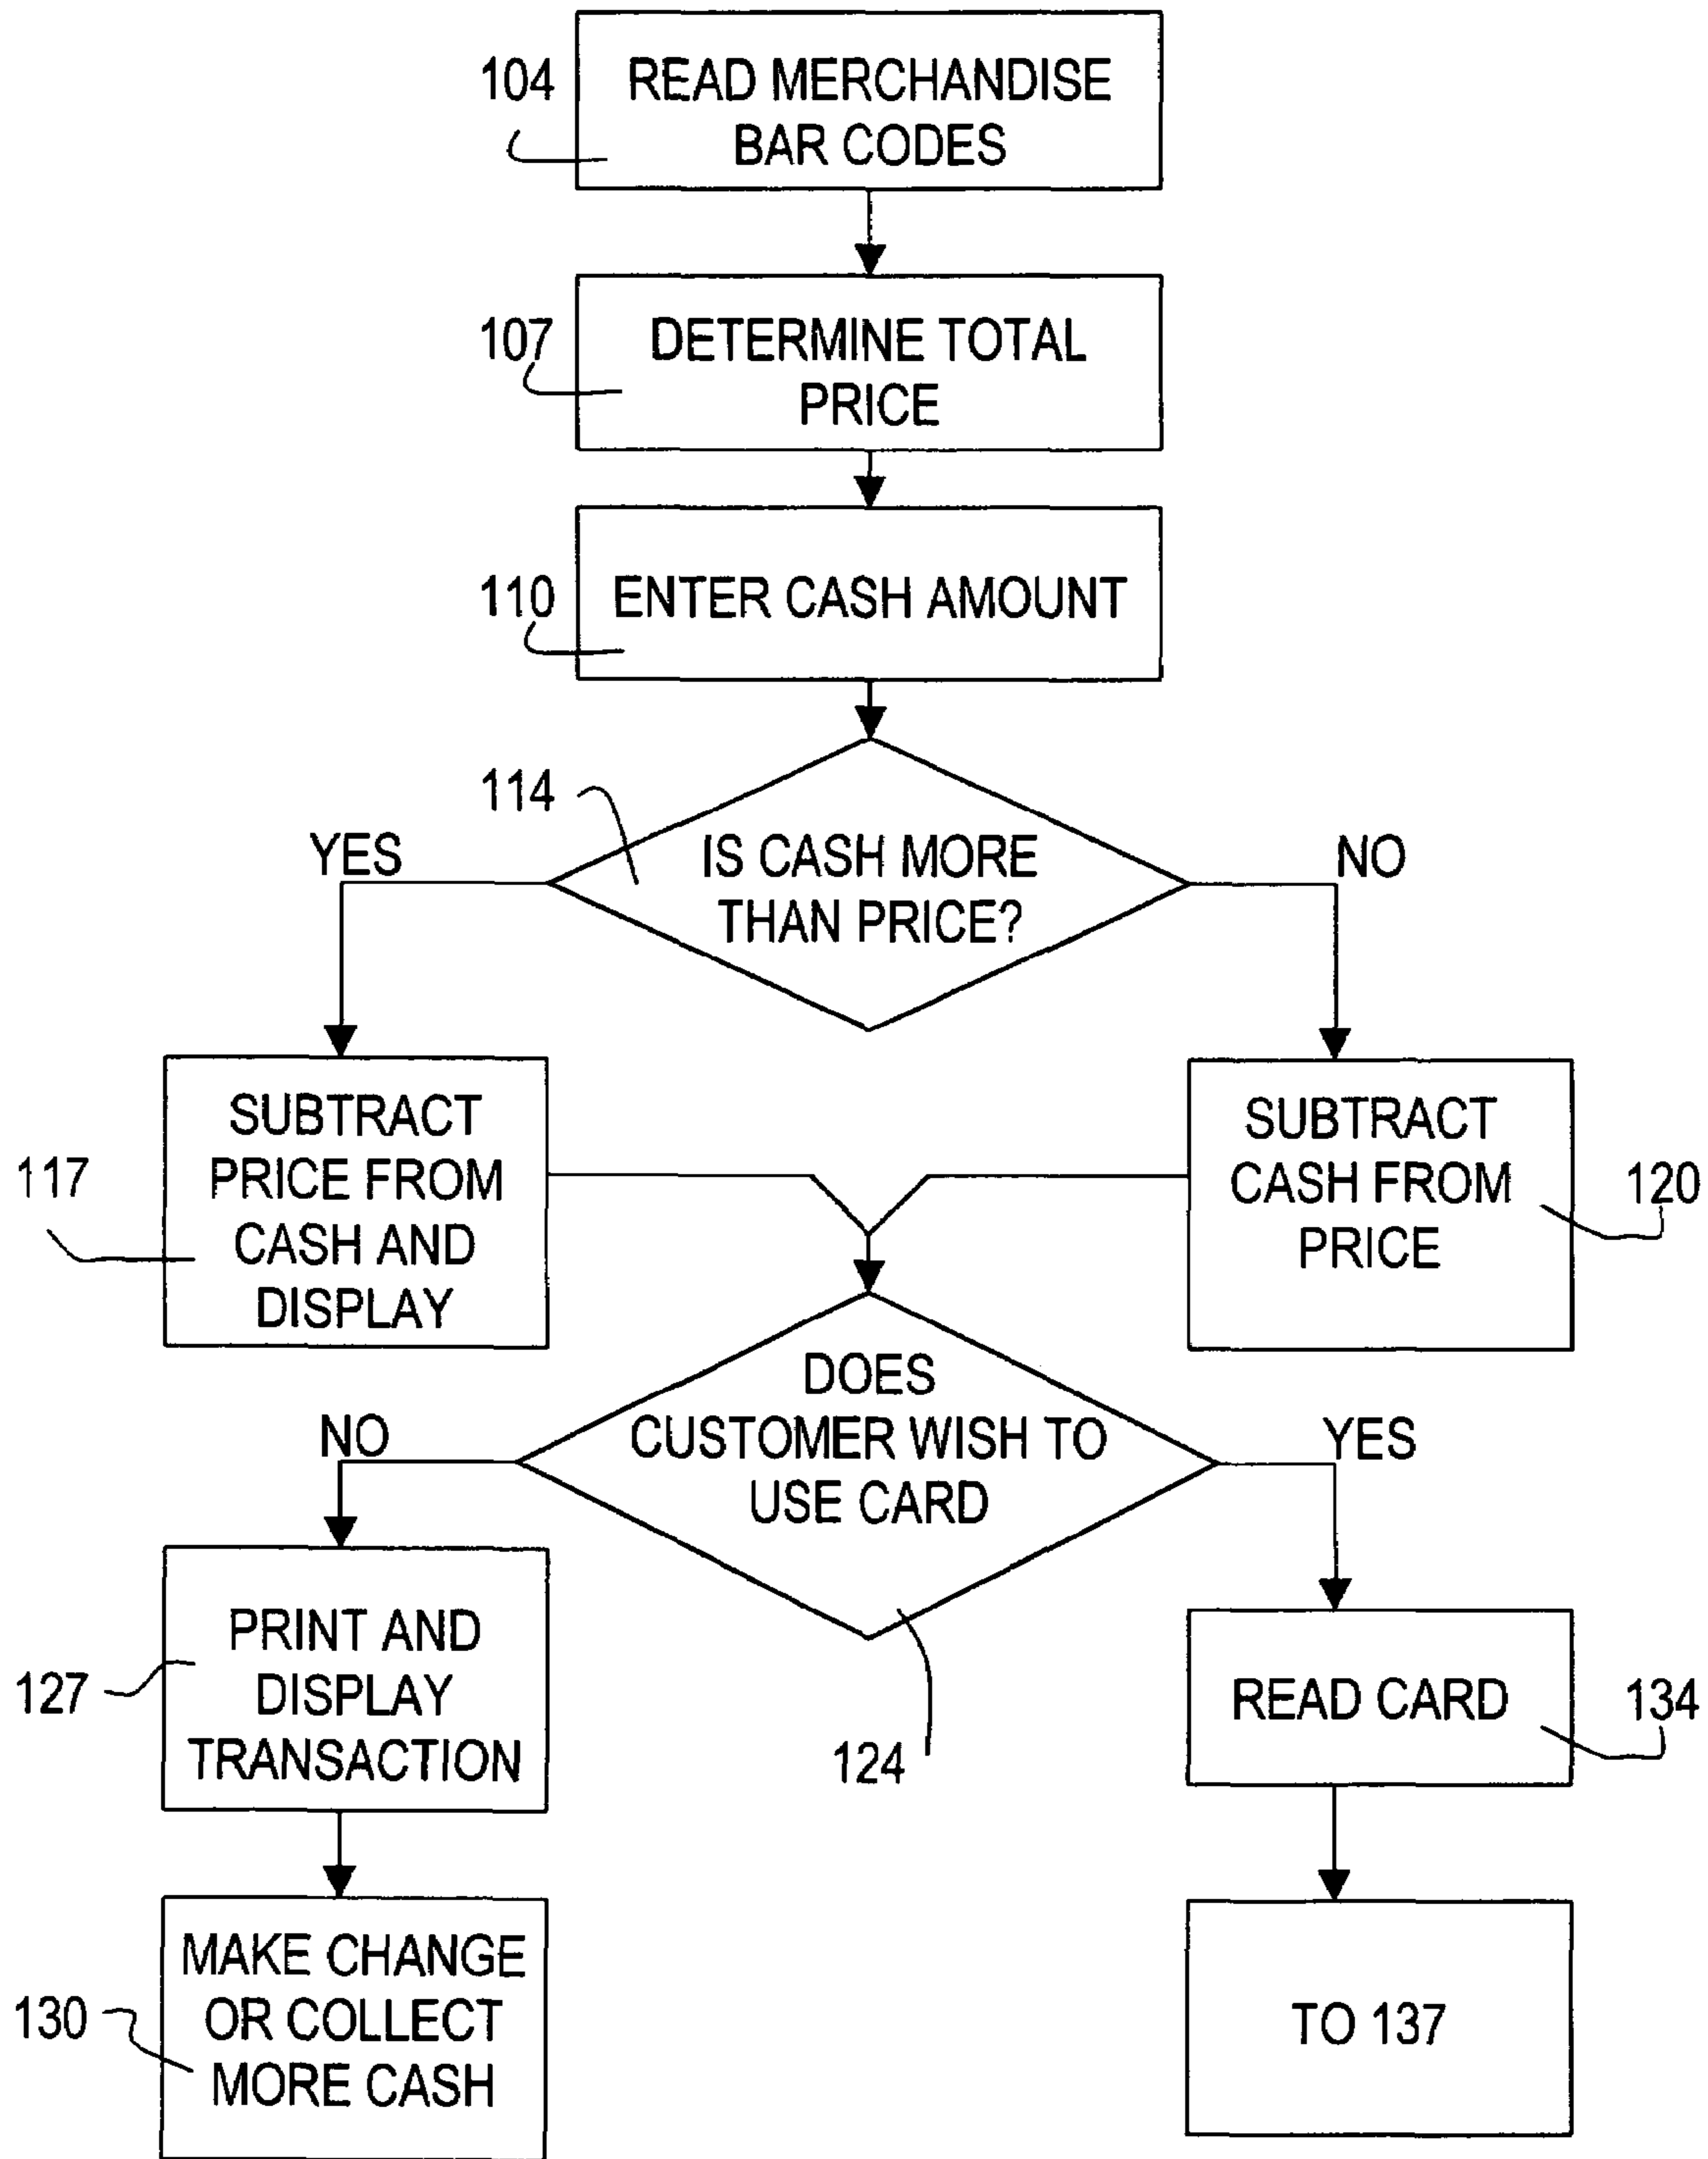 104
READ MERCHANDISE
BAR CODES
107
DETERMINE TOTAL
PRICE
110
ENTER CASH AMOUNT
114
YES
IS CASH MORE
THAN PRICE?
NO
117
SUBTRACT
PRICE FROM
CASH AND
DISPLAY
SUBTRACT
CASH FROM
PRICE
120
NO
DOES
CUSTOMER WISH TO
USE CARD
YES
124
127
PRINT AND
DISPLAY
TRANSACTION
READ CARD
134
130
MAKE CHANGE
OR COLLECT
MORE CASH
TO 137